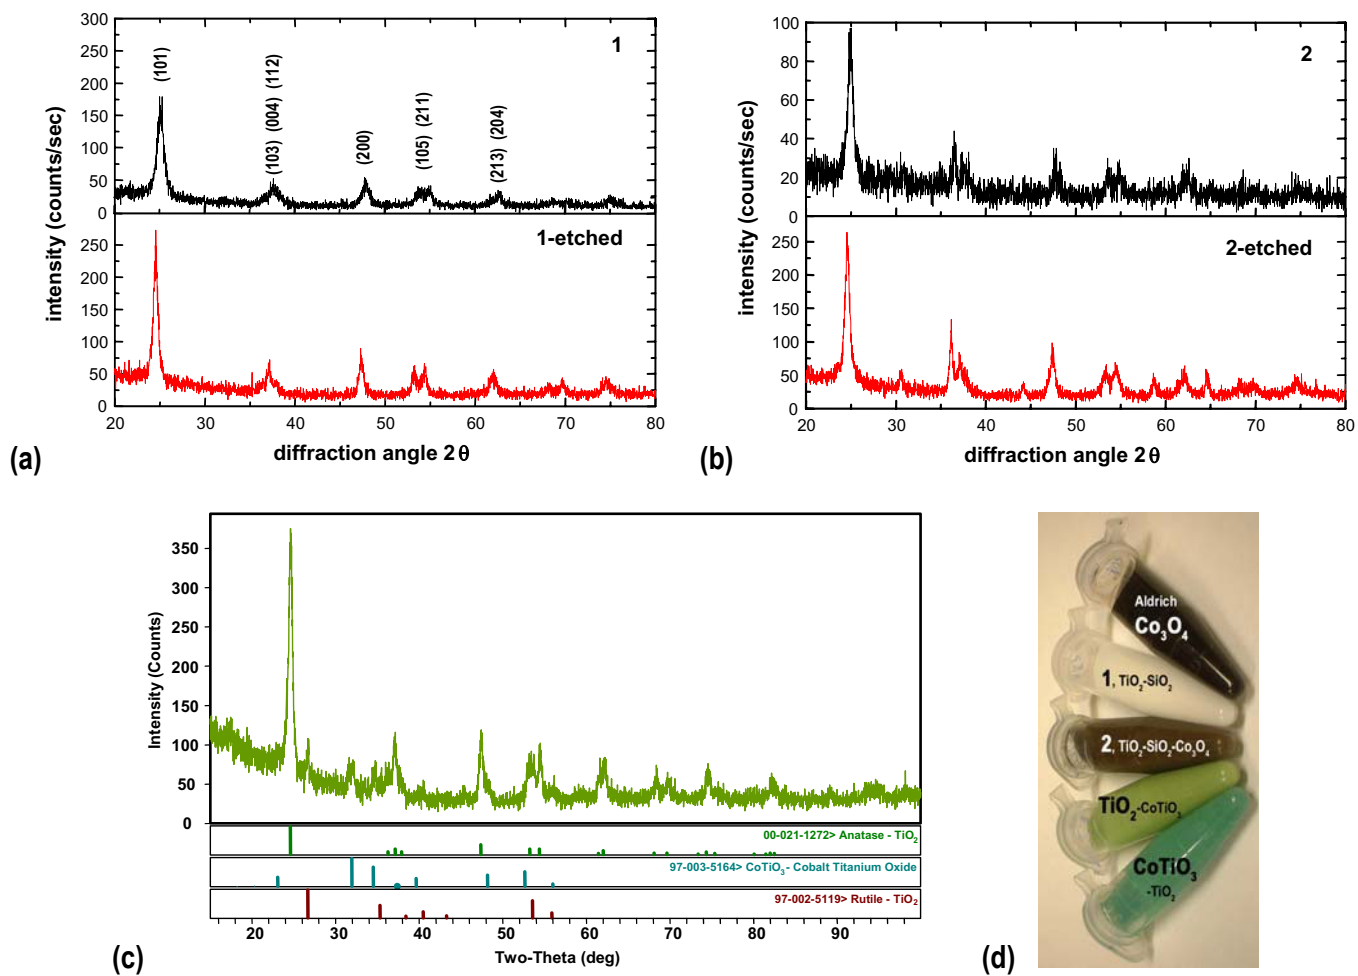 300
250
200
150
100
50
0
1
(101)
(103) (004) (112)
(200)
(105) (211)
(213) (204)
250
200
150
100
50
0
1-etched
intensity (counts/sec)
20 30 40 50 60 70 80
diffraction angle 2θ
(a)
100
80
60
40
20
0
2
250
200
150
100
50
0
2-etched
intensity (counts/sec)
20 30 40 50 60 70 80
diffraction angle 2θ
(b)
350
300
250
200
150
100
50
0
Intensity (Counts)
00-021-1272> Anatase - TiO₂
97-003-5164> CoTiO₃- Cobalt Titanium Oxide
97-002-5119> Rutile - TiO₂
20 30 40 50 60 70 80 90
Two-Theta (deg)
(c)
Aldrich
Co₃O₄
1, TiO₂-SiO₂
2, TiO₂-SiO₂-Co₃O₄
TiO₂-CoTiO₃
CoTiO₃
-TiO₂
(d)